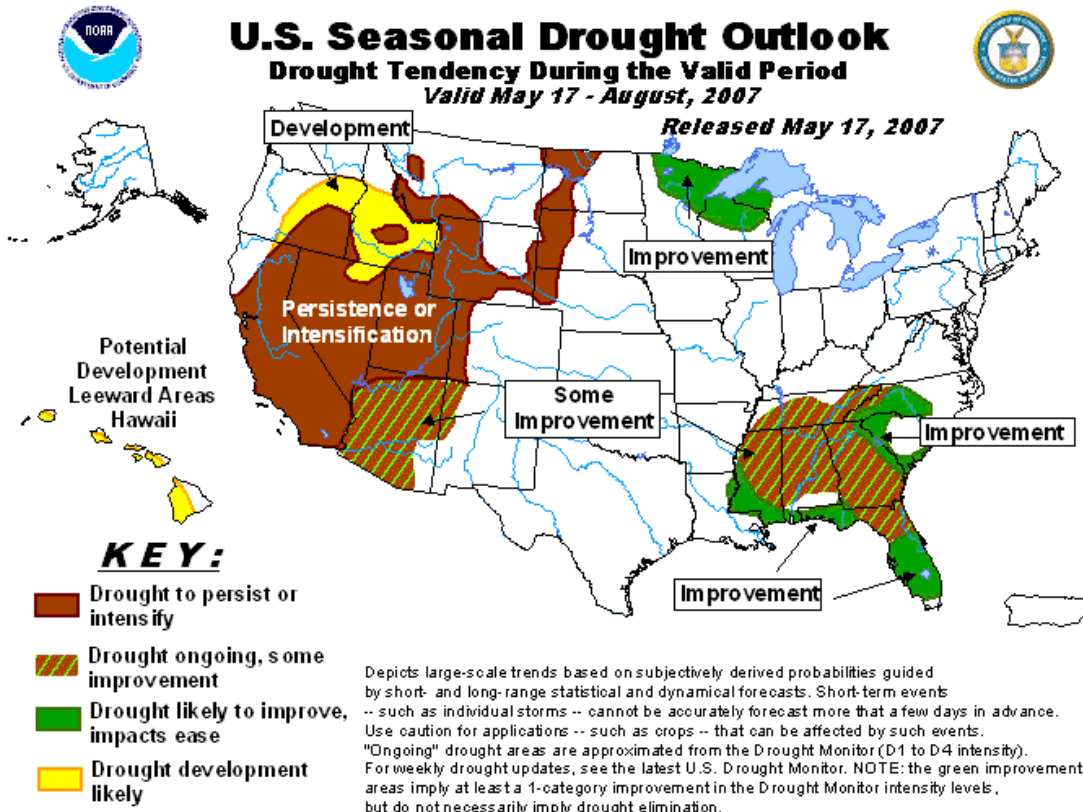 NOAA
U.S. Seasonal Drought Outlook
Drought Tendency During the Valid Period
Valid May 17 - August, 2007
Released May 17, 2007
Development
Improvement
Persistence or
Intensification
Potential
Development
Leeward Areas
Hawaii
Some
Improvement
Improvement
Improvement
KEY:
Drought to persist or
intensify
Drought ongoing, some
improvement
Drought likely to improve,
impacts ease
Drought development
likely
Depicts large-scale trends based on subjectively derived probabilities guided
by short- and long-range statistical and dynamical forecasts. Short-term events
-- such as individual storms -- cannot be accurately forecast more that a few days in advance.
Use caution for applications -- such as crops -- that can be affected by such events.
"Ongoing" drought areas are approximated from the Drought Monitor (D1 to D4 intensity).
For weekly drought updates, see the latest U.S. Drought Monitor. NOTE: the green improvement
areas imply at least a 1-category improvement in the Drought Monitor intensity levels,
but do not necessarily imply drought elimination.